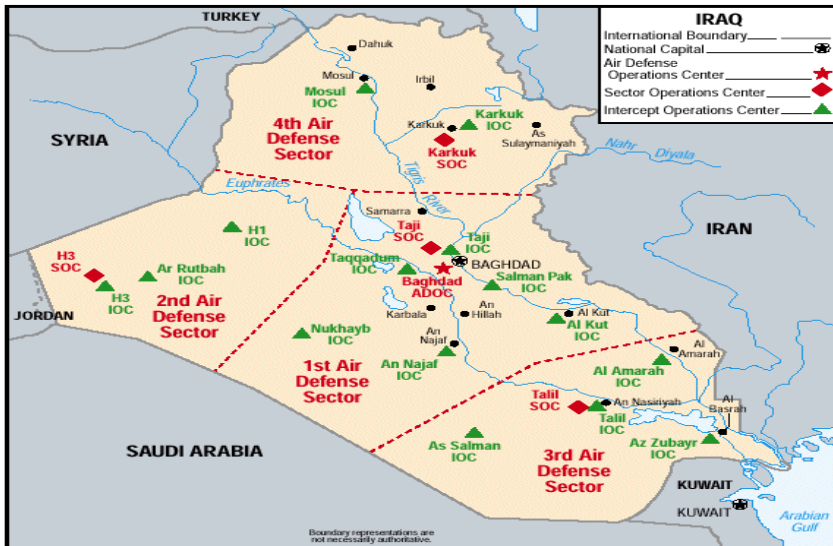 TURKEY
IRAQ
International Boundary
National Capital
Air Defense
Operations Center
Sector Operations Center
Intercept Operations Center
Dahuk
Mosul
Mosul
IOC
Irbil
Karkuk
IOC
Karkuk
As
Sulaymaniyah
Karkuk
SOC
4th Air
Defense
Sector
SYRIA
Nahr Diyala
Tigris
River
Euphrates
IRAN
Samarra
Taji
SOC
Taji
IOC
H1
IOC
H3
SOC
Taqqadum
IOC
BAGHDAD
Baghdad
ADOC
Salman Pak
IOC
Ar Rutbah
IOC
H3
IOC
2nd Air
Defense
Sector
JORDAN
Karbala
An
Hillah
Al Kut
Al Kut
IOC
Nukhayb
IOC
An
Najaf
An Najaf
IOC
1st Air
Defense
Sector
Al
Amarah
Al Amarah
IOC
Talil
SOC
An Nasiriyah
Talil
IOC
Al
Basrah
As Salman
IOC
3rd Air
Defense
Sector
Az Zubayr
IOC
SAUDI ARABIA
KUWAIT
KUWAIT
Arabian
Gulf
Boundary representations are
not necessarily authoritative.